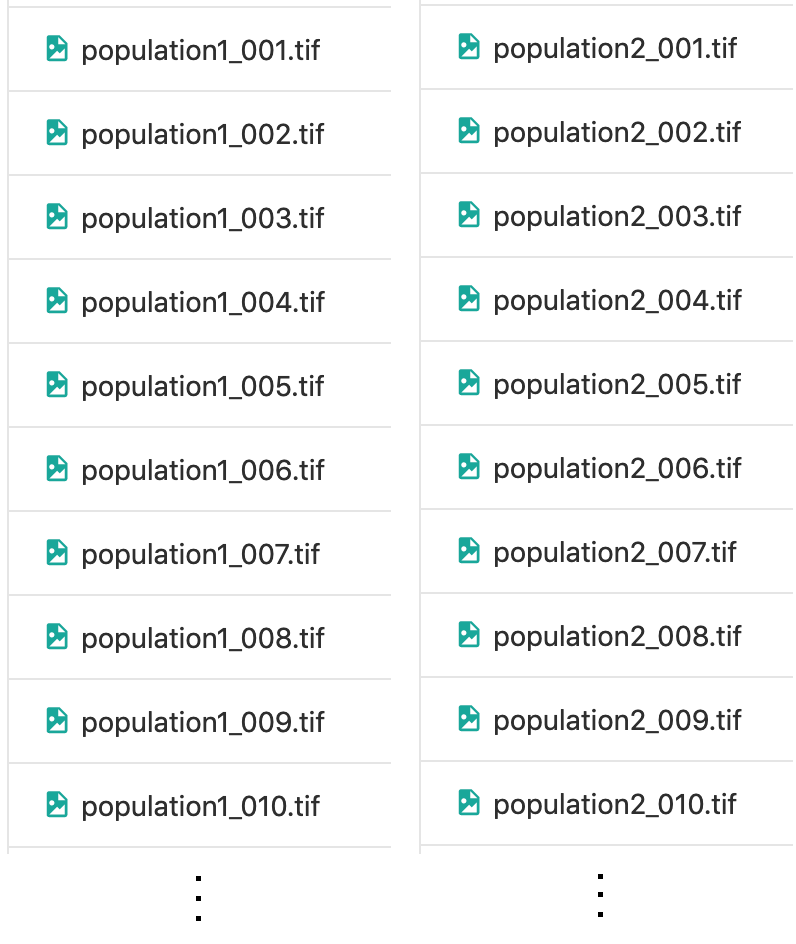 population1_001.tif
population1_002.tif
population1_003.tif
population1_004.tif
population1_005.tif
population1_006.tif
population1_007.tif
population1_008.tif
population1_009.tif
population1_010.tif
⋮
population2_001.tif
population2_002.tif
population2_003.tif
population2_004.tif
population2_005.tif
population2_006.tif
population2_007.tif
population2_008.tif
population2_009.tif
population2_010.tif
⋮